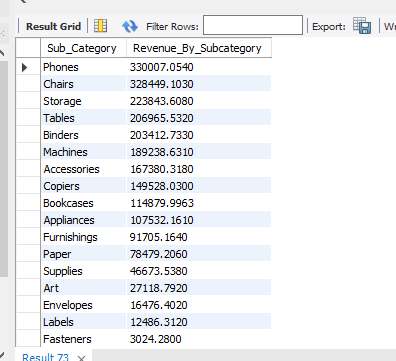 Result Grid Filter Rows: Export:
Sub_Category Revenue_By_Subcategory
Phones 330007.0540
Chairs 328449.1030
Storage 223843.6080
Tables 206965.5320
Binders 203412.7330
Machines 189238.6310
Accessories 167380.3180
Copiers 149528.0300
Bookcases 114879.9963
Appliances 107532.1610
Furnishings 91705.1640
Paper 78479.2060
Supplies 46673.5380
Art 27118.7920
Envelopes 16476.4020
Labels 12486.3120
Fasteners 3024.2800
Result 73 ×